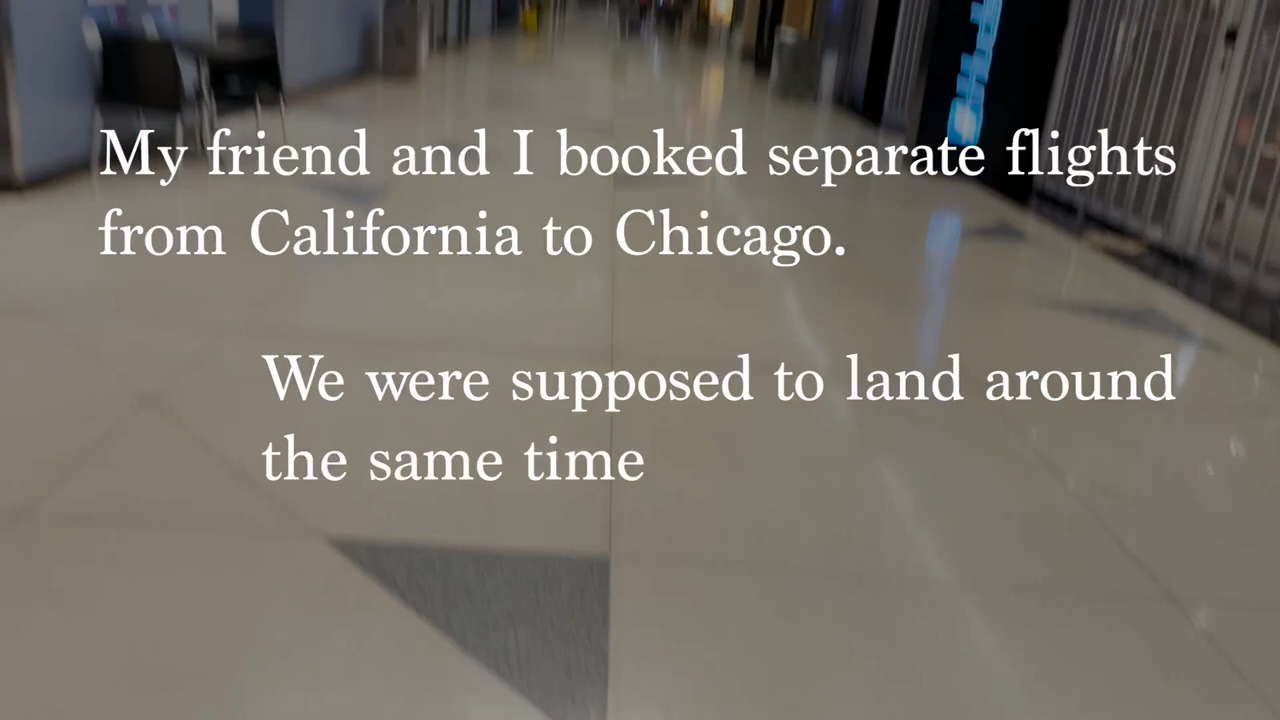 My friend and I booked separate flights
from California to Chicago.
We were supposed to land around
the same time